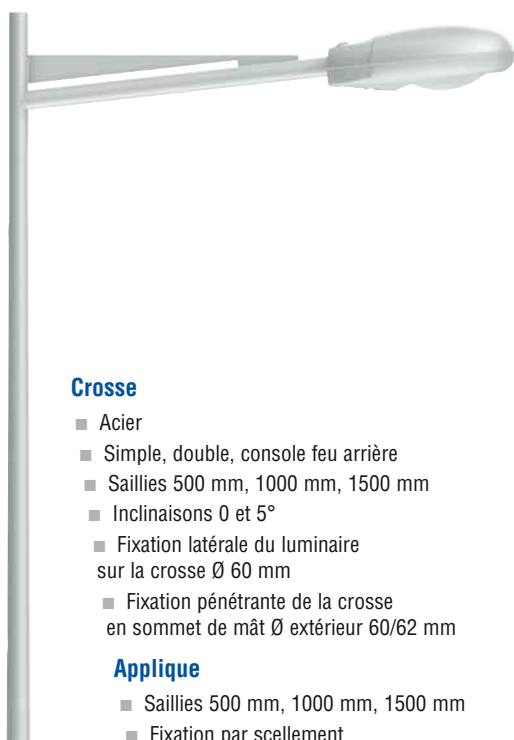 Crosse
■ Acier
■ Simple, double, console feu arrière
■ Saillies 500 mm, 1000 mm, 1500 mm
■ Inclinaisons 0 et 5°
■ Fixation latérale du luminaire
sur la crosse Ø 60 mm
■ Fixation pénétrante de la crosse
en sommet de mât Ø extérieur 60/62 mm
Applique
■ Saillies 500 mm, 1000 mm, 1500 mm
■ Fixation par scellement